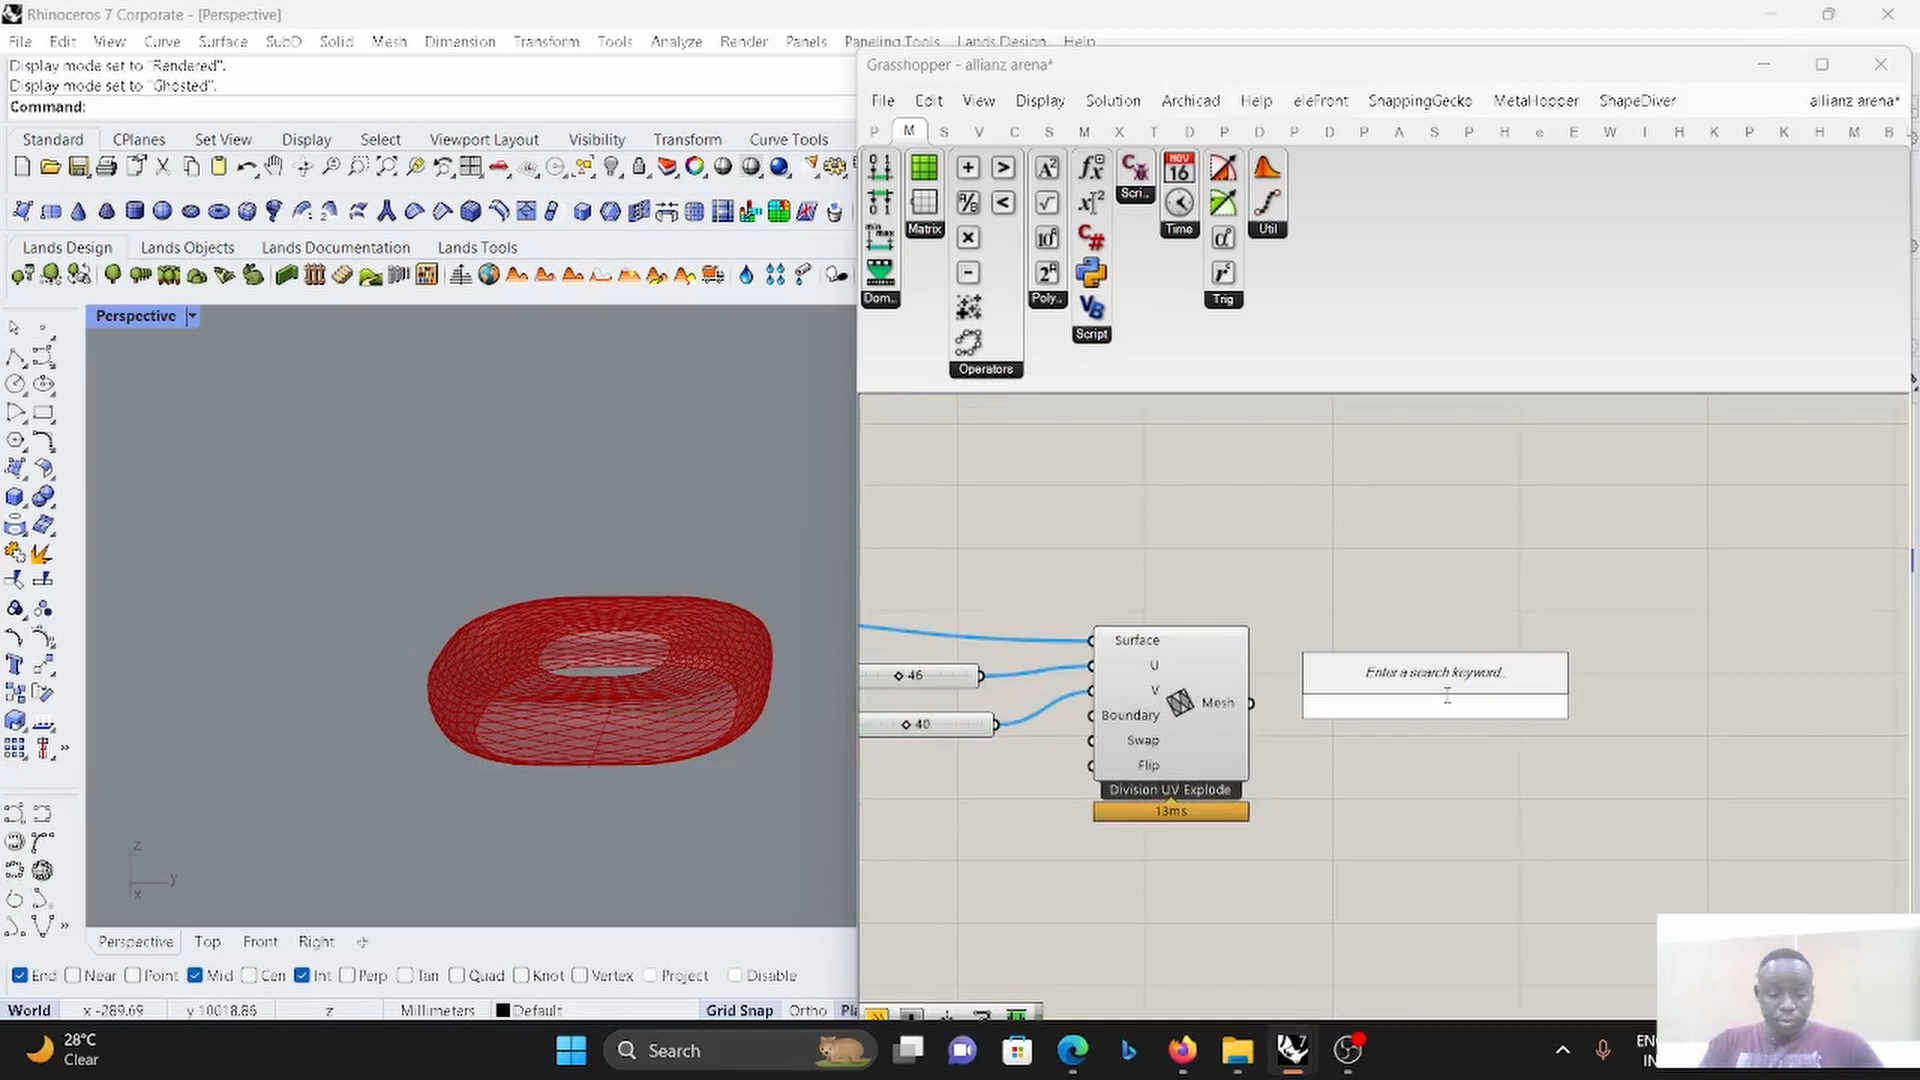 Rhinoceros 7 Corporate - [Perspective]
File Edit View Curve Surface SubD Solid Mesh Dimension Transform Tools Analyze Render Panels Paneling Tools Lands Design Help
Display mode set to "Rendered".
Display mode set to "Ghosted".
Command:
Standard CPlanes Set View Display Select Viewport Layout Visibility Transform Curve Tools
Lands Design Lands Objects Lands Documentation Lands Tools
Perspective
z
y
x
Perspective Top Front Right
End Near Point Mid Cen Int Perp Tan Quad Knot Vertex Project Disable
World x -289.69 y 10018.86 z Millimeters Default Grid Snap Ortho
Grasshopper - allianz arena*
File Edit View Display Solution Archicad Help eleFront SnappingGecko MetaHopper ShapeDiver allianz arena*
P M S V C S M X T D P D P D P A S P H e E W I H K P K H M B
NOV
16
Dom..
Matrix
Operators
Poly..
Script
Scri..
Time
Trig
Util
46
40
Surface
U
V
Boundary
Swap
Flip
Mesh
Division UV Explode
13ms
Enter a search keyword..
28°C
Clear
Search